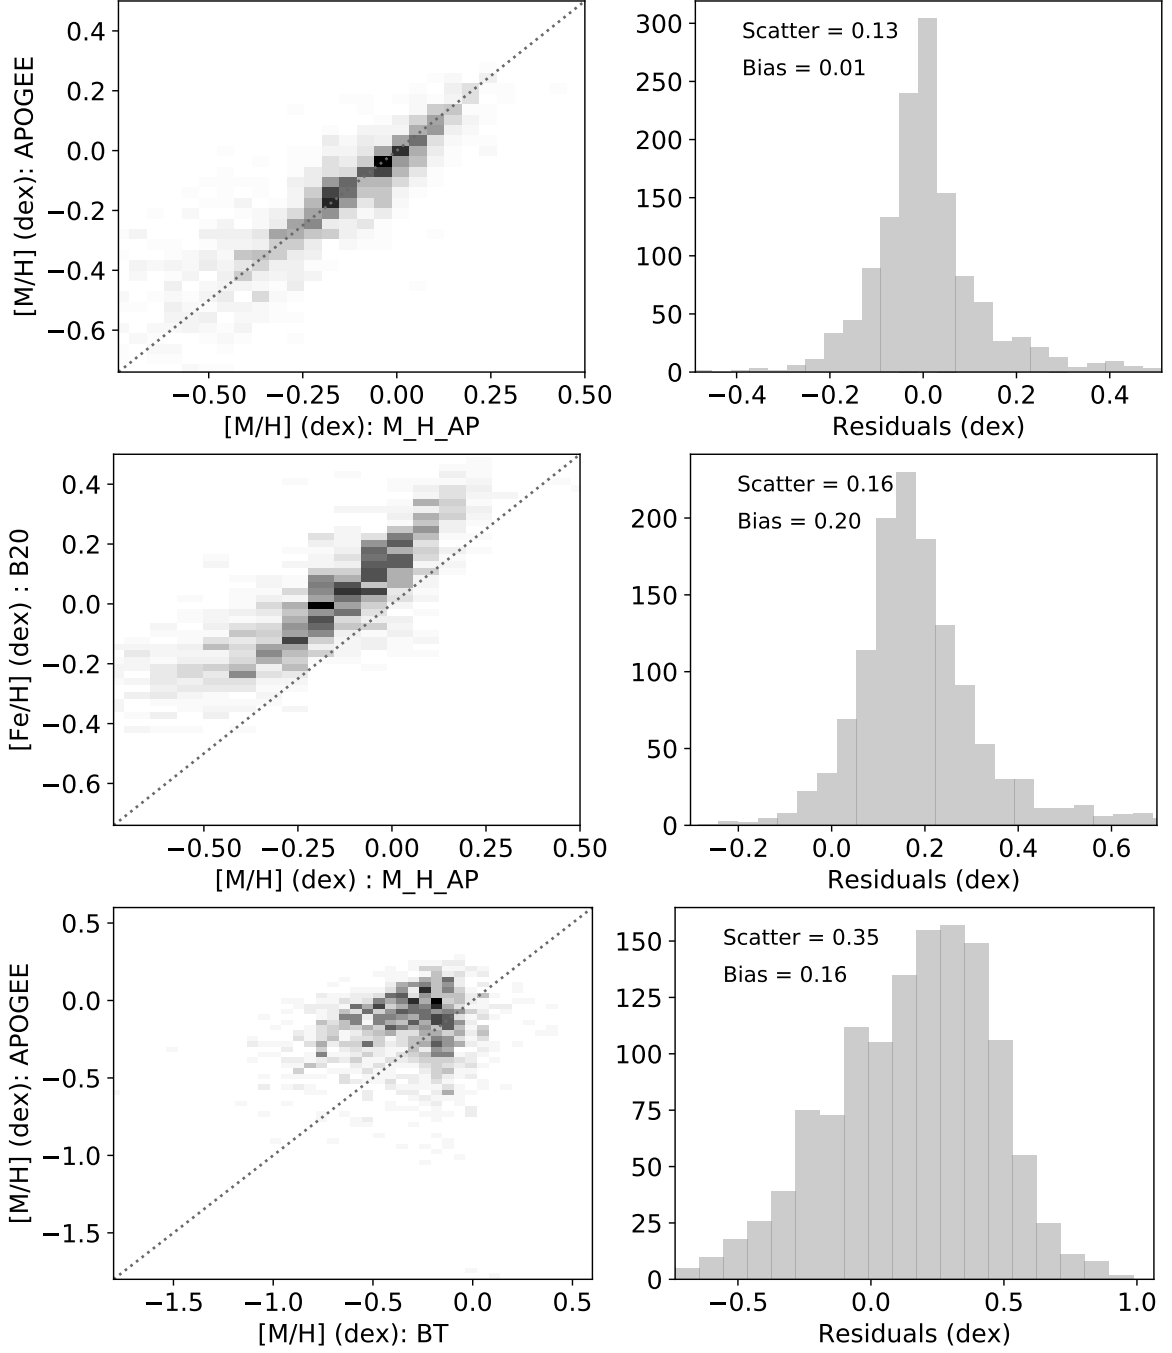 [M/H] (dex): APOGEE
0.4
0.2
0.0
−0.2
−0.4
−0.6
−0.50 −0.25 0.00 0.25 0.50
[M/H] (dex): M_H_AP
Scatter = 0.13
Bias = 0.01
300
250
200
150
100
50
0
−0.4 −0.2 0.0 0.2 0.4
Residuals (dex)
[Fe/H] (dex) : B20
0.4
0.2
0.0
−0.2
−0.4
−0.6
−0.50 −0.25 0.00 0.25 0.50
[M/H] (dex) : M_H_AP
Scatter = 0.16
Bias = 0.20
200
150
100
50
0
−0.2 0.0 0.2 0.4 0.6
Residuals (dex)
[M/H] (dex): APOGEE
0.5
0.0
−0.5
−1.0
−1.5
−1.5 −1.0 −0.5 0.0 0.5
[M/H] (dex): BT
Scatter = 0.35
Bias = 0.16
150
125
100
75
50
25
0
−0.5 0.0 0.5 1.0
Residuals (dex)